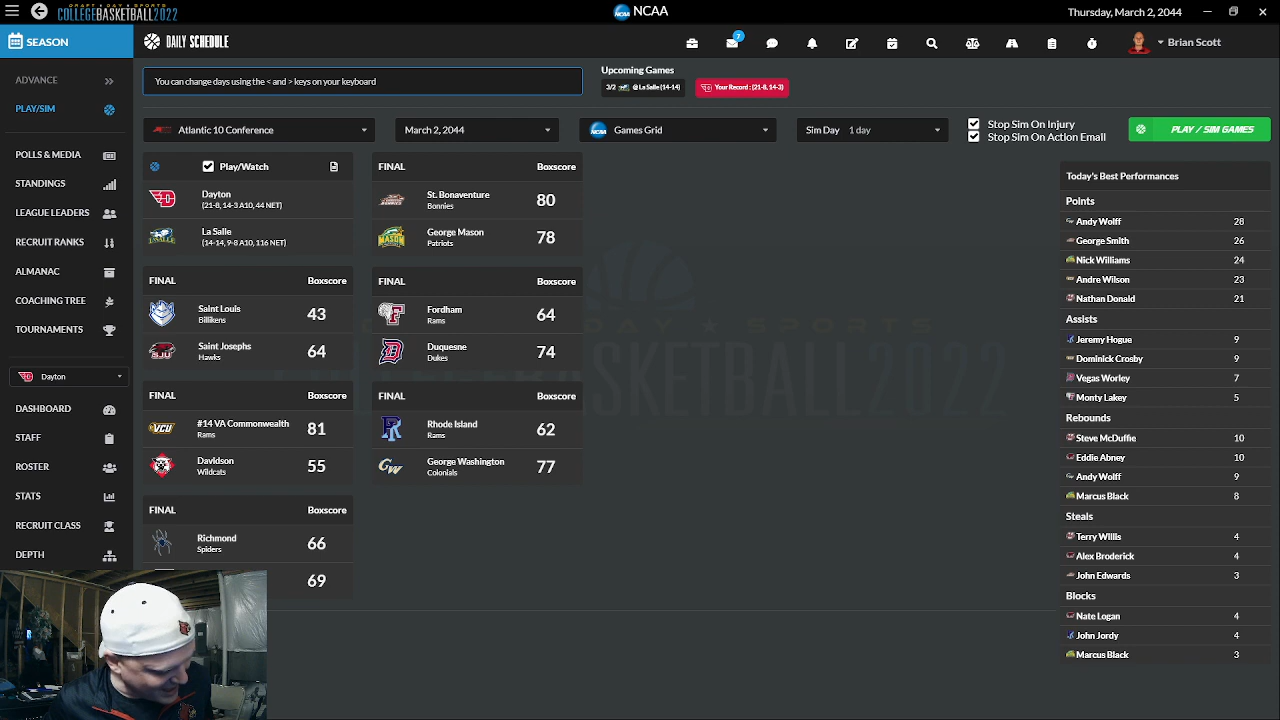 DRAFT · DAY · SPORTS
COLLEGE BASKETBALL 2022
NCAA
Thursday, March 2, 2044
SEASON
DAILY SCHEDULE
7
Brian Scott
ADVANCE
PLAY/SIM
POLLS & MEDIA
STANDINGS
LEAGUE LEADERS
RECRUIT RANKS
ALMANAC
COACHING TREE
TOURNAMENTS
Dayton
DASHBOARD
STAFF
ROSTER
STATS
RECRUIT CLASS
DEPTH
You can change days using the < and > keys on your keyboard
Upcoming Games
3/2 @ La Salle (14-14)
Your Record : (21-8, 14-3)
Atlantic 10 Conference
March 2, 2044
Games Grid
Sim Day 1 day
Stop Sim On Injury
Stop Sim On Action Email
PLAY / SIM GAMES
Play/Watch
Dayton
(21-8, 14-3 A10, 44 NET)
La Salle
(14-14, 9-8 A10, 116 NET)
FINAL Boxscore
St. Bonaventure 80
Bonnies
George Mason 78
Patriots
FINAL Boxscore
Saint Louis 43
Billikens
Saint Josephs 64
Hawks
FINAL Boxscore
Fordham 64
Rams
Duquesne 74
Dukes
FINAL Boxscore
#14 VA Commonwealth 81
Rams
Davidson 55
Wildcats
FINAL Boxscore
Rhode Island 62
Rams
George Washington 77
Colonials
FINAL Boxscore
Richmond 66
Spiders
69
Today's Best Performances
Points
Andy Wolff 28
George Smith 26
Nick Williams 24
Andre Wilson 23
Nathan Donald 21
Assists
Jeremy Hogue 9
Dominick Crosby 9
Vegas Worley 7
Monty Lakey 5
Rebounds
Steve McDuffie 10
Eddie Abney 10
Andy Wolff 9
Marcus Black 8
Steals
Terry Willis 4
Alex Broderick 4
John Edwards 3
Blocks
Nate Logan 4
John Jordy 4
Marcus Black 3